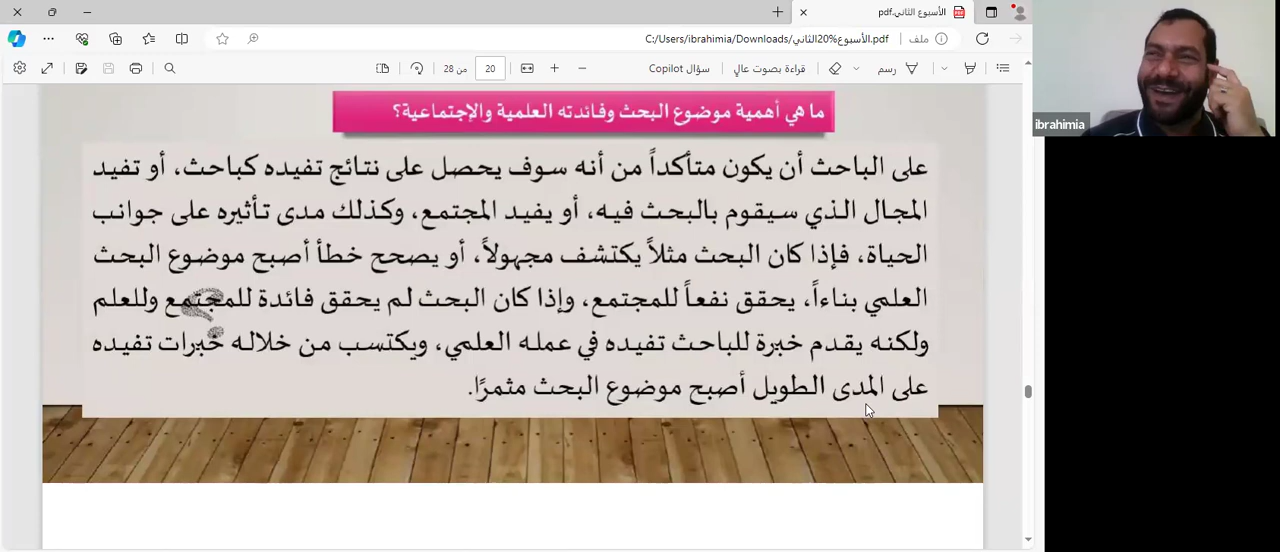 الأسبوع الثاني.pdf
ملف
C:/Users/ibrahimia/Downloads/الأسبوع%20الثاني.pdf
رسم
قراءة بصوت عالٍ
سؤال Copilot
20
من 28
ibrahimia
ما هي أهمية موضوع البحث وفائدته العلمية والإجتماعية؟
على الباحث أن يكون متأكداً من أنه سوف يحصل على نتائج تفيده كباحث، أو تفيد
المجال الذي سيقوم بالبحث فيه، أو يفيد المجتمع، وكذلك مدى تأثيره على جوانب
الحياة، فإذا كان البحث مثلاً يكتشف مجهولاً، أو يصحح خطأ أصبح موضوع البحث
العلمي بناءاً، يحقق نفعاً للمجتمع، وإذا كان البحث لم يحقق فائدة للمجتمع وللعلم
ولكنه يقدم خبرة للباحث تفيده في عمله العلمي، ويكتسب من خلاله خبرات تفيده
على المدى الطويل أصبح موضوع البحث مثمرًا.